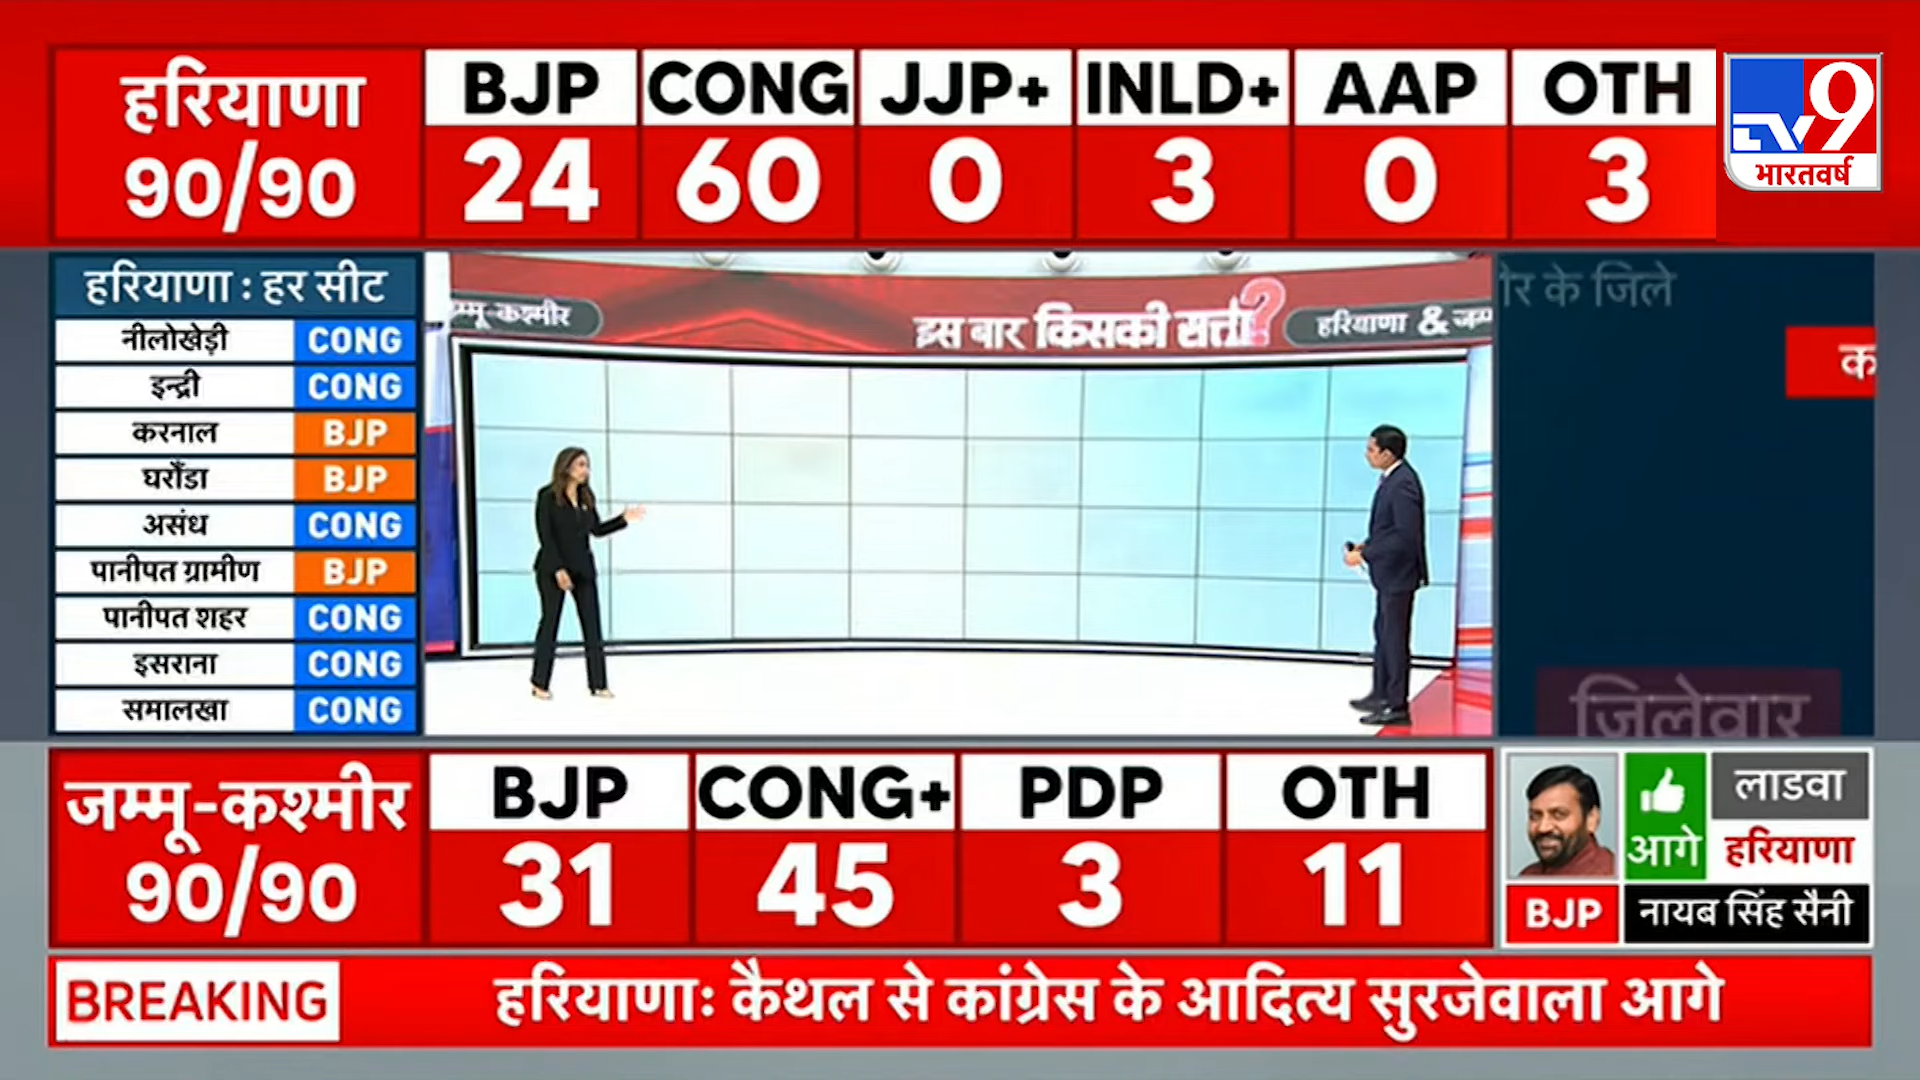 हरियाणा
90/90
BJP CONG JJP+ INLD+ AAP OTH
24 60 0 3 0 3
TV9
भारतवर्ष
हरियाणा : हर सीट
नीलोखेड़ी CONG
इन्द्री CONG
करनाल BJP
घरौंडा BJP
असंध CONG
पानीपत ग्रामीण BJP
पानीपत शहर CONG
इसराना CONG
समालखा CONG
म्मू-कश्मीर
इस बार किसकी सत्ता?
हरियाणा & जम्म
के जिले
जिलेवार
जम्मू-कश्मीर
90/90
BJP CONG+ PDP OTH
31 45 3 11
आगे
लाडवा
हरियाणा
BJP
नायब सिंह सैनी
BREAKING
हरियाणाः कैथल से कांग्रेस के आदित्य सुरजेवाला आगे